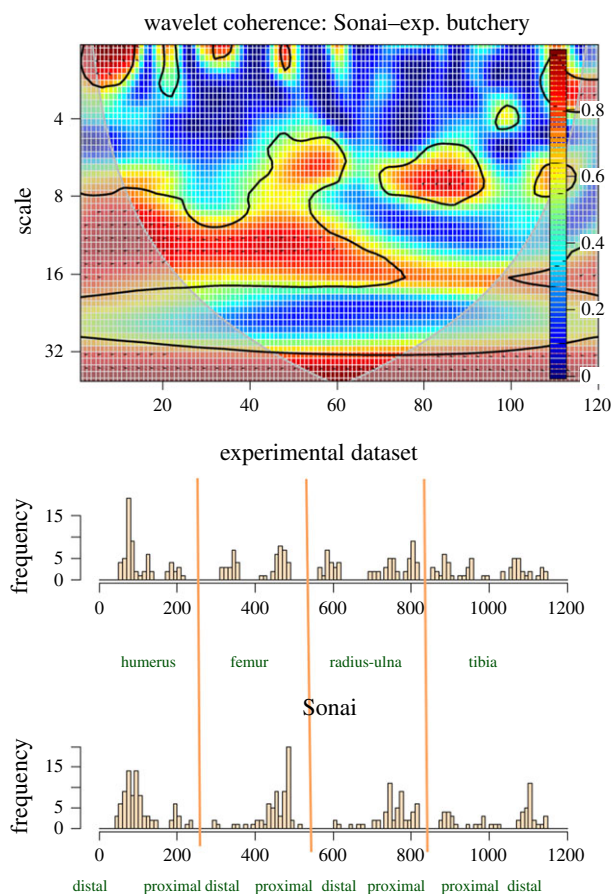 wavelet coherence: Sonai–exp. butchery
scale
4
8
16
32
0.8
0.6
0.4
0.2
0
20 40 60 80 100 120
experimental dataset
frequency
15
5
0
0 200 400 600 800 1000 1200
humerus femur radius-ulna tibia
Sonai
frequency
15
5
0
0 200 400 600 800 1000 1200
distal proximal distal proximal distal proximal proximal distal